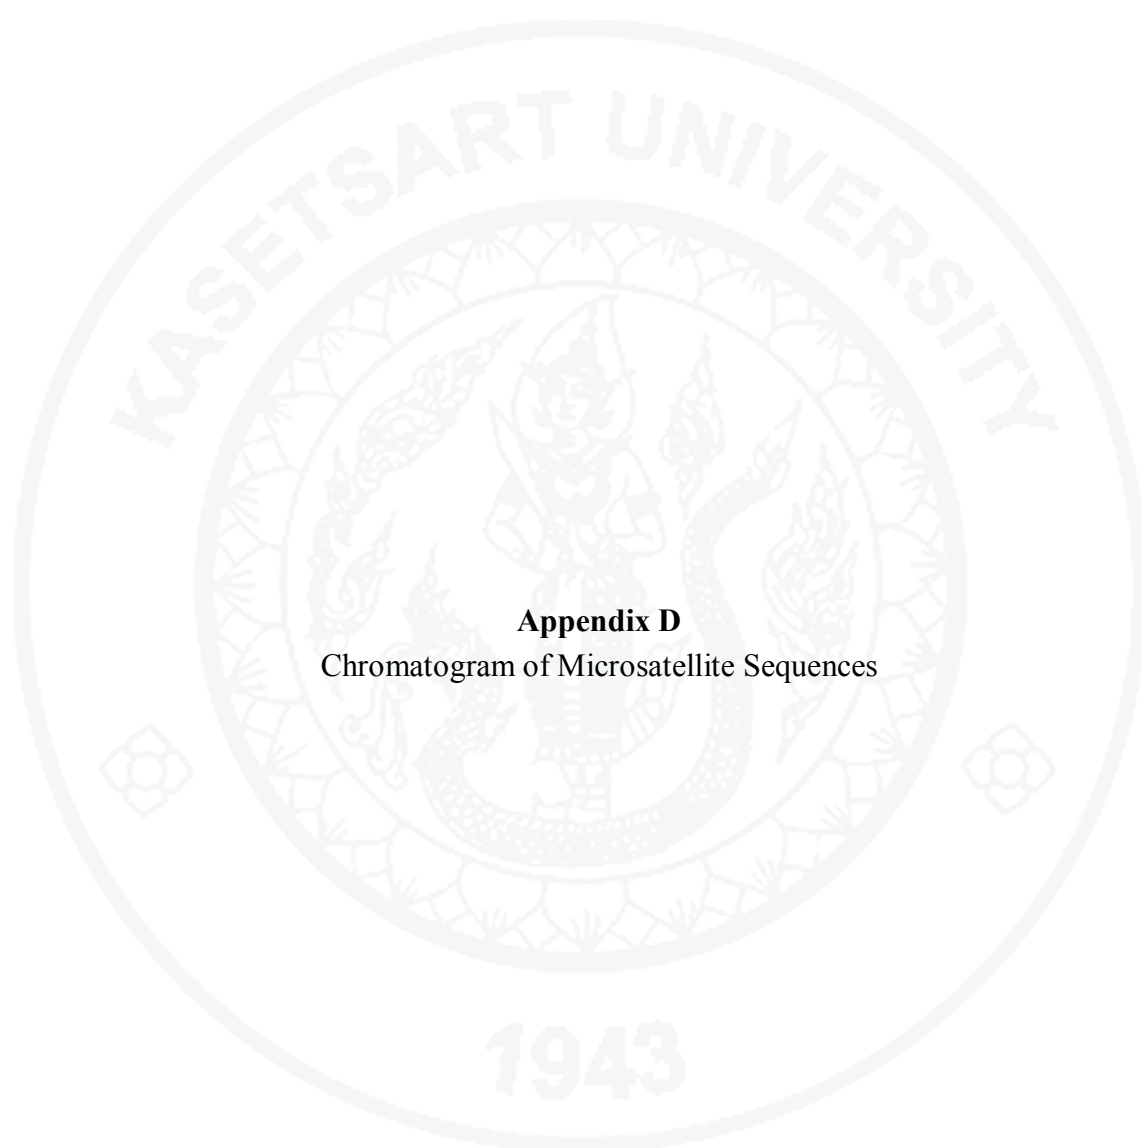 KASETSART UNIVERSITY
Appendix D
Chromatogram of Microsatellite Sequences
1943